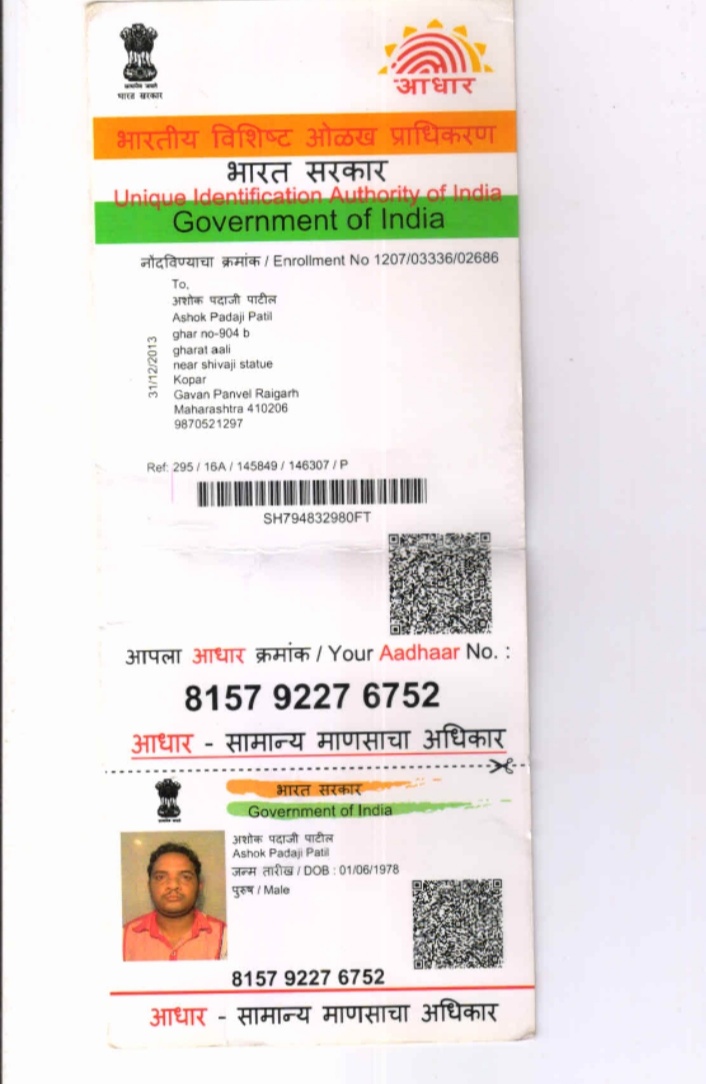 सत्यमेव जयते
भारत सरकार
आधार
भारतीय विशिष्ट ओळख प्राधिकरण
भारत सरकार
Unique Identification Authority of India
Government of India
नोंदविण्याचा क्रमांक / Enrollment No 1207/03336/02686
To,
अशोक पदाजी पाटील
Ashok Padaji Patil
ghar no-904 b
gharat aali
near shivaji statue
Kopar
Gavan Panvel Raigarh
Maharashtra 410206
9870521297
31/12/2013
Ref: 295 / 16A / 145849 / 146307 / P
SH794832980FT
आपला आधार क्रमांक / Your Aadhaar No. :
8157 9227 6752
आधार - सामान्य माणसाचा अधिकार
भारत सरकार
Government of India
अशोक पदाजी पाटील
Ashok Padaji Patil
जन्म तारीख / DOB : 01/06/1978
पुरुष / Male
8157 9227 6752
आधार - सामान्य माणसाचा अधिकार